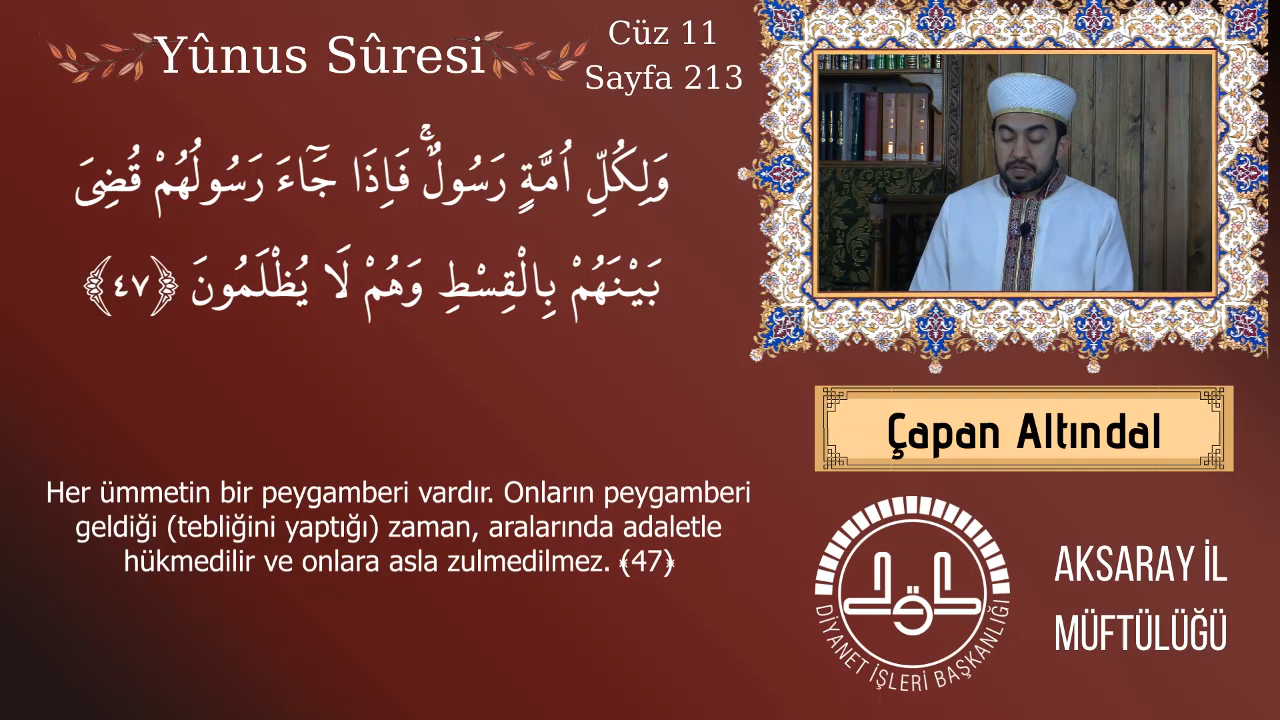 Yûnus Sûresi
Cüz 11
Sayfa 213
وَلِكُلِّ اُمَّةٍ رَسُولٌۚ فَاِذَا جَٓاءَ رَسُولُهُمْ قُضِىَ
بَيْنَهُمْ بِالْقِسْطِ وَهُمْ لَا يُظْلَمُونَ ﴿٤٧﴾
Her ümmetin bir peygamberi vardır. Onların peygamberi
geldiği (tebliğini yaptığı) zaman, aralarında adaletle
hükmedilir ve onlara asla zulmedilmez. ﴾47﴿
Çapan Altındal
DİYANET İŞLERİ BAŞKANLIĞI
AKSARAY İL
MÜFTÜLÜĞÜ